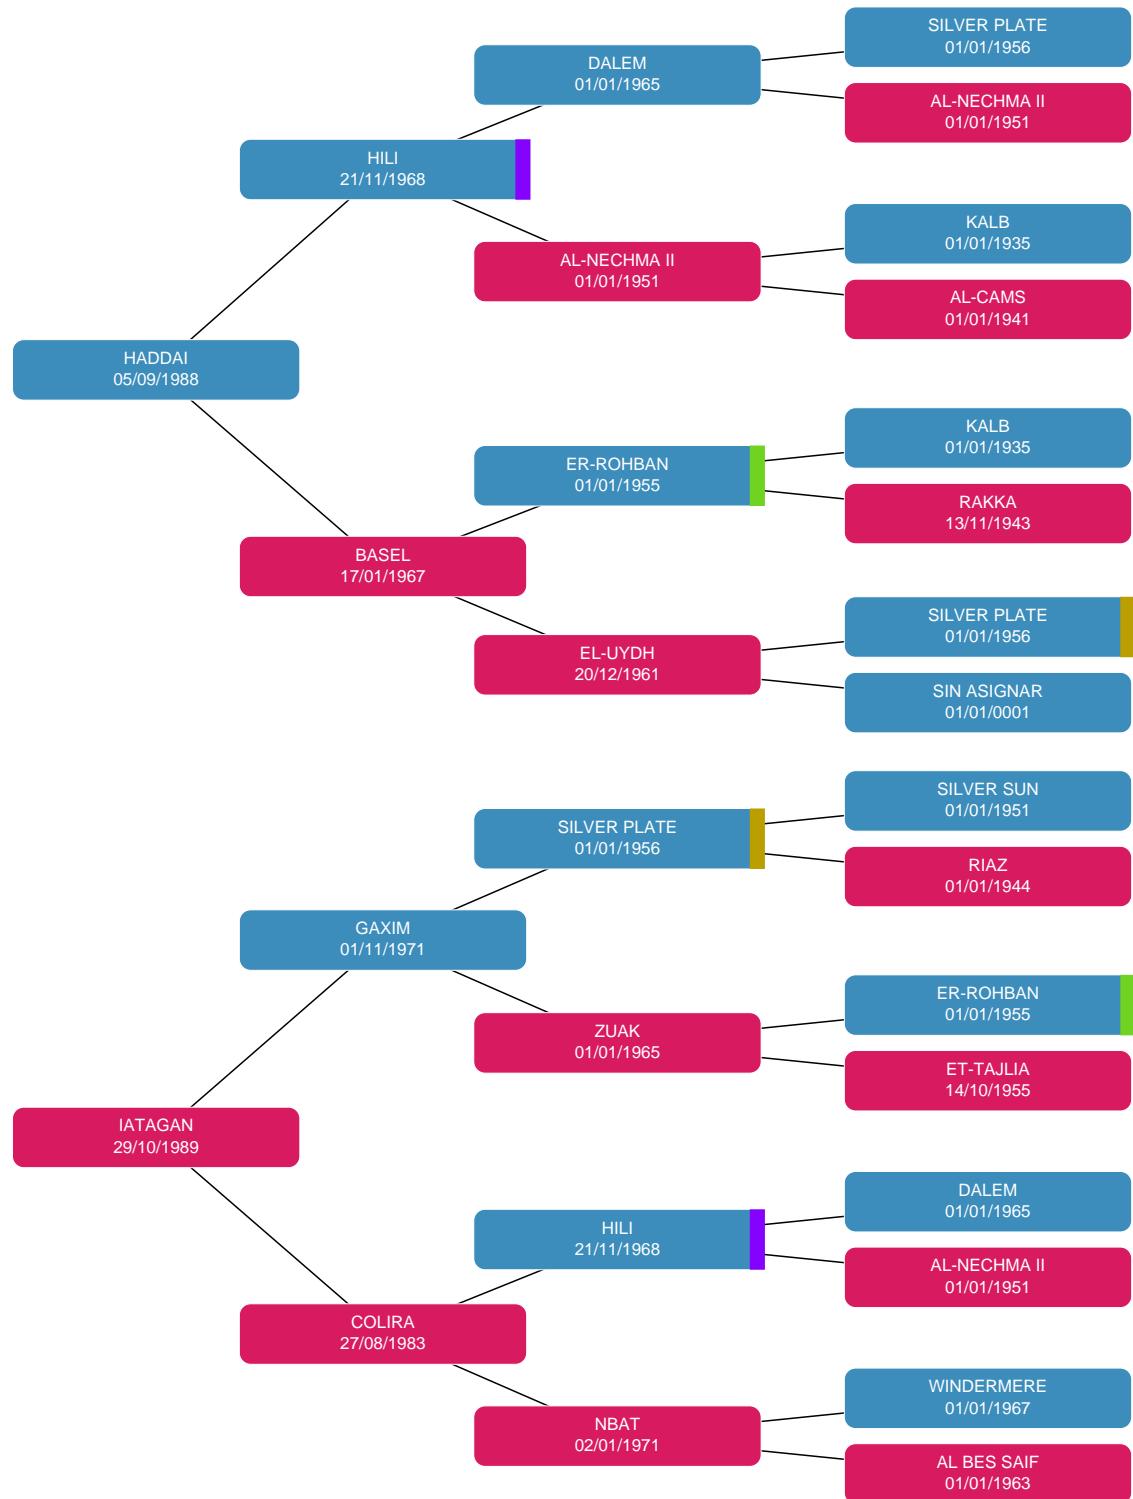 SILVER PLATE
01/01/1956
DALEM
01/01/1965
AL-NECHMA II
01/01/1951
HILI
21/11/1968
KALB
01/01/1935
AL-NECHMA II
01/01/1951
AL-CAMS
01/01/1941
HADDAI
05/09/1988
KALB
01/01/1935
ER-ROHBAN
01/01/1955
RAKKA
13/11/1943
BASEL
17/01/1967
SILVER PLATE
01/01/1956
EL-UYDH
20/12/1961
SIN ASIGNAR
01/01/0001
SILVER SUN
01/01/1951
SILVER PLATE
01/01/1956
RIAZ
01/01/1944
GAXIM
01/11/1971
ER-ROHBAN
01/01/1955
ZUAK
01/01/1965
ET-TAJLIA
14/10/1955
IATAGAN
29/10/1989
DALEM
01/01/1965
HILI
21/11/1968
AL-NECHMA II
01/01/1951
COLIRA
27/08/1983
WINDERMERE
01/01/1967
NBAT
02/01/1971
AL BES SAIF
01/01/1963